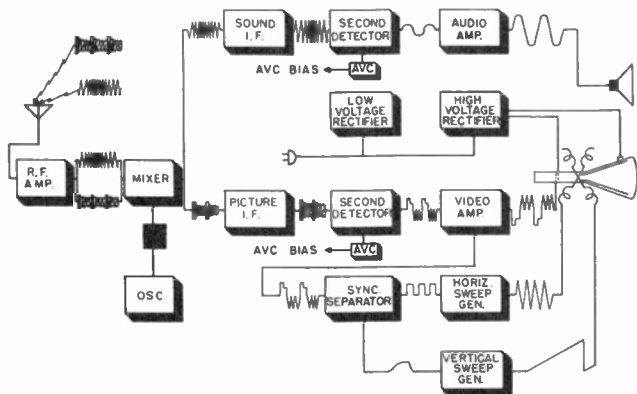 SOUND
I.F.
SECOND
DETECTOR
AUDIO
AMP.
AVC BIAS
AVC
LOW
VOLTAGE
RECTIFIER
HIGH
VOLTAGE
RECTIFIER
R.F.
AMP.
MIXER
PICTURE
I.F.
SECOND
DETECTOR
VIDEO
AMP.
AVC BIAS
AVC
OSC.
SYNC.
SEPARATOR
HORIZ.
SWEEP
GEN.
VERTICAL
SWEEP
GEN.